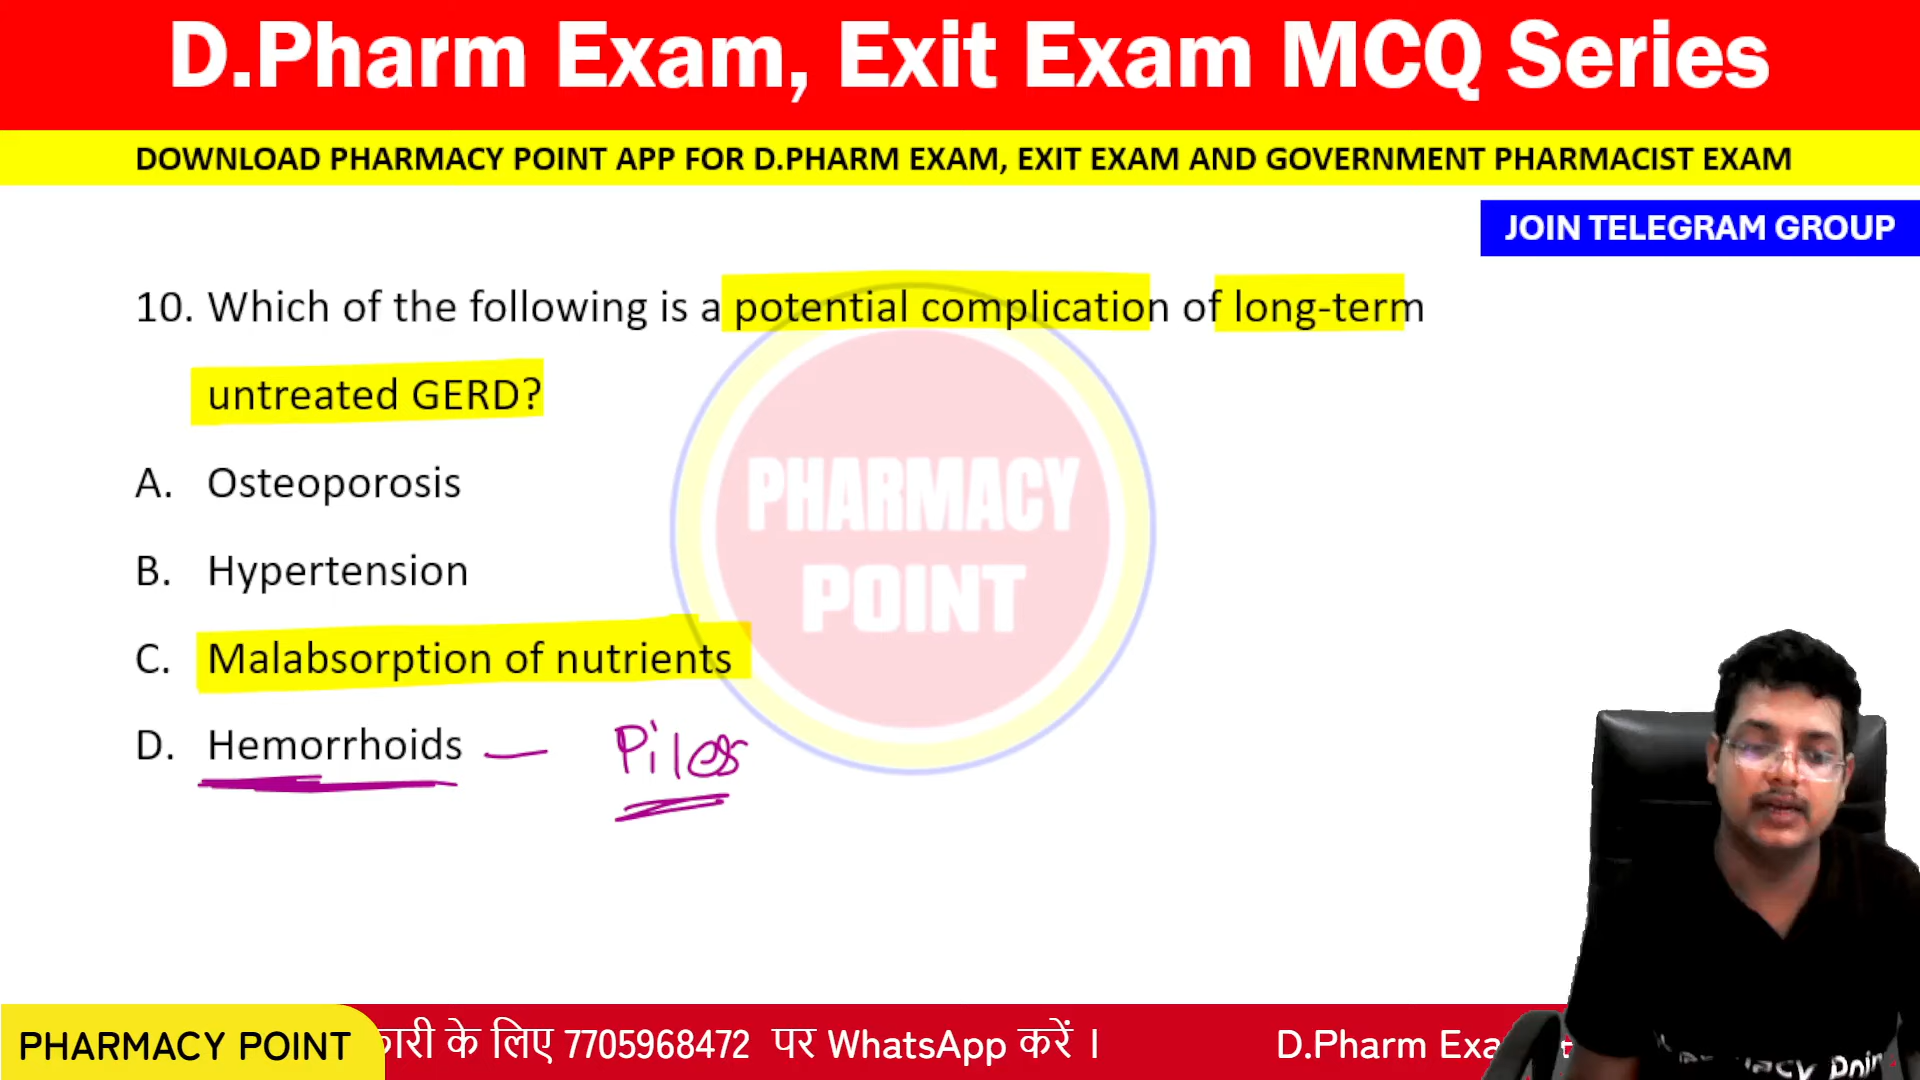 D.Pharm Exam, Exit Exam MCQ Series
DOWNLOAD PHARMACY POINT APP FOR D.PHARM EXAM, EXIT EXAM AND GOVERNMENT PHARMACIST EXAM
JOIN TELEGRAM GROUP
10. Which of the following is a potential complication of long-term
untreated GERD?
A. Osteoporosis
B. Hypertension
C. Malabsorption of nutrients
D. Hemorrhoids — Piles
PHARMACY
POINT
PHARMACY POINT
के लिए 7705968472 पर WhatsApp करें । D.Pharm